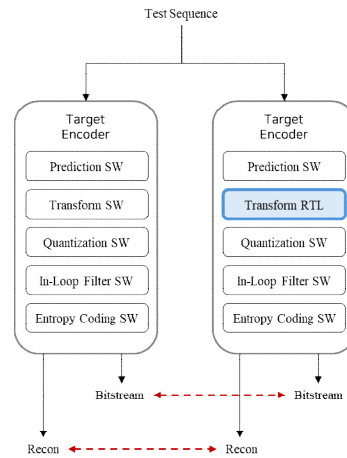 Test Sequence
Target
Encoder
Prediction SW
Transform SW
Quantization SW
In-Loop Filter SW
Entropy Coding SW
Target
Encoder
Prediction SW
Transform RTL
Quantization SW
In-Loop Filter SW
Entropy Coding SW
Bitstream
Bitstream
Recon
Recon